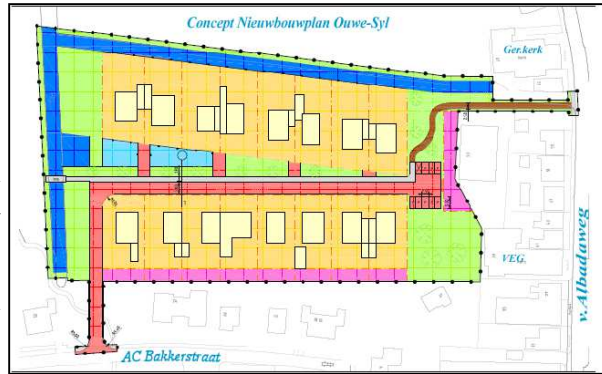 Concept Nieuwbouwplan Ouwe-Syl
Ger.kerk
VEG.
v.Albadaweg
AC Bakkerstraat